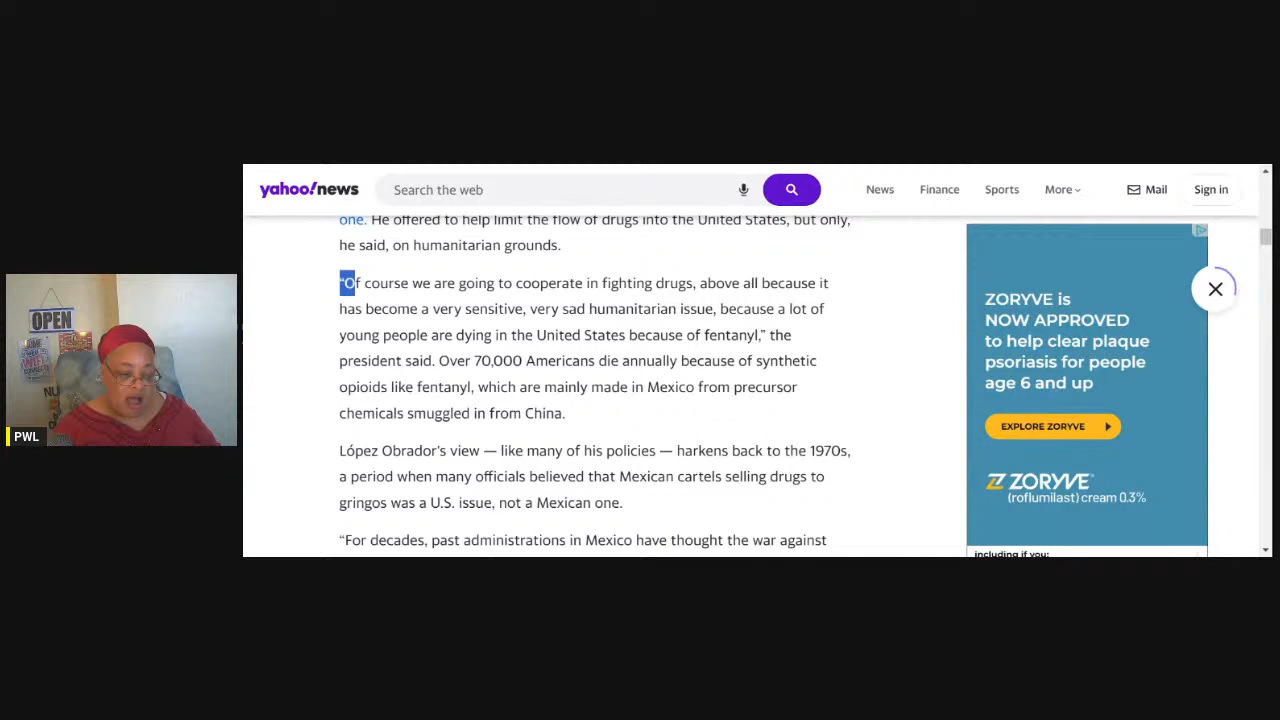 yahoo!news
Search the web
News
Finance
Sports
More
Mail
Sign in
one. He offered to help limit the flow of drugs into the United States, but only,
he said, on humanitarian grounds.
“Of course we are going to cooperate in fighting drugs, above all because it
has become a very sensitive, very sad humanitarian issue, because a lot of
young people are dying in the United States because of fentanyl,” the
president said. Over 70,000 Americans die annually because of synthetic
opioids like fentanyl, which are mainly made in Mexico from precursor
chemicals smuggled in from China.
López Obrador’s view — like many of his policies — harkens back to the 1970s,
a period when many officials believed that Mexican cartels selling drugs to
gringos was a U.S. issue, not a Mexican one.
“For decades, past administrations in Mexico have thought the war against
ZORYVE is
NOW APPROVED
to help clear plaque
psoriasis for people
age 6 and up
EXPLORE ZORYVE
ZORYVE
(roflumilast) cream 0.3%
including if you:
OPEN
PWL